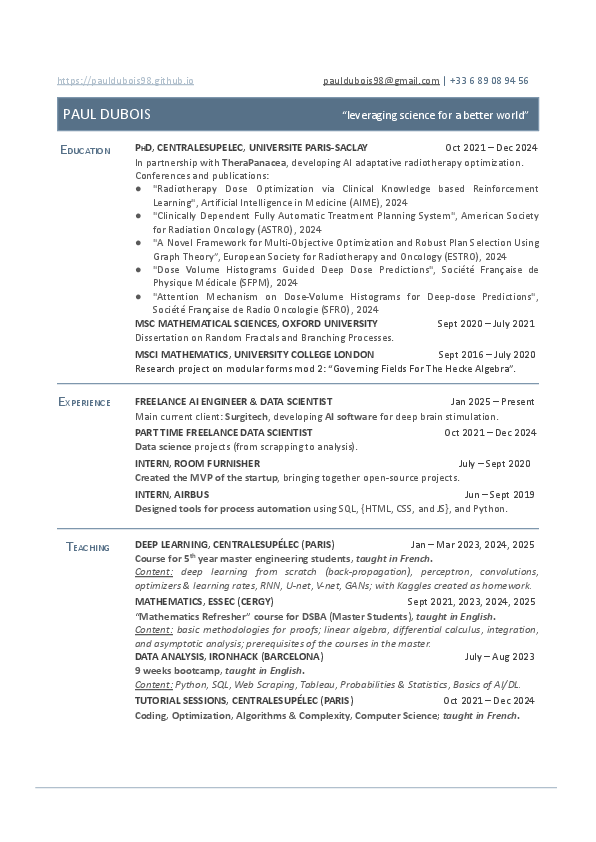 https://pauldubois98.github.io pauldubois98@gmail.com | +33 6 89 08 94 56
PAUL DUBOIS "leveraging science for a better world"
EDUCATION PhD, CENTRALESUPELEC, UNIVERSITE PARIS-SACLAY Oct 2021 – Dec 2024
In partnership with TheraPanacea, developing AI adaptive radiotherapy optimization.
Conferences and publications:
● "Radiotherapy Dose Optimization via Clinical Knowledge based Reinforcement
Learning", Artificial Intelligence in Medicine (AIME), 2024
● "Clinically Dependent Fully Automatic Treatment Planning System", American Society
for Radiation Oncology (ASTRO), 2024
● "A Novel Framework for Multi-Objective Optimization and Robust Plan Selection Using
Graph Theory", European Society for Radiotherapy and Oncology (ESTRO), 2024
● "Dose Volume Histograms Guided Deep Dose Predictions", Société Française de
Physique Médicale (SFPM), 2024
● "Attention Mechanism on Dose-Volume Histograms for Deep-dose Predictions",
Société Française de Radio Oncologie (SFRO), 2024
MSC MATHEMATICAL SCIENCES, OXFORD UNIVERSITY Sept 2020 – July 2021
Dissertation on Random Fractals and Branching Processes.
MSCI MATHEMATICS, UNIVERSITY COLLEGE LONDON Sept 2016 – July 2020
Research project on modular forms mod 2: "Governing Fields For The Hecke Algebra".
EXPERIENCE FREELANCE AI ENGINEER & DATA SCIENTIST Jan 2025 – Present
Main current client: Surgitech, developing AI software for deep brain stimulation.
PART TIME FREELANCE DATA SCIENTIST Oct 2021 – Dec 2024
Data science projects (from scrapping to analysis).
INTERN, ROOM FURNISHER July – Sept 2020
Created the MVP of the startup, bringing together open-source projects.
INTERN, AIRBUS Jun – Sept 2019
Designed tools for process automation using SQL, {HTML, CSS, and JS}, and Python.
TEACHING DEEP LEARNING, CENTRALESUPÉLEC (PARIS) Jan – Mar 2023, 2024, 2025
Course for 5th year master engineering students, taught in French.
Content: deep learning from scratch (back-propagation), perceptron, convolutions,
optimizers & learning rates, RNN, U-net, V-net, GANs; with Kaggles created as homework.
MATHEMATICS, ESSEC (CERGY) Sept 2021, 2023, 2024, 2025
"Mathematics Refresher" course for DSBA (Master Students), taught in English.
Content: basic methodologies for proofs; linear algebra, differential calculus, integration,
and asymptotic analysis; prerequisites of the courses in the master.
DATA ANALYSIS, IRONHACK (BARCELONA) July – Aug 2023
9 weeks bootcamp, taught in English.
Content: Python, SQL, Web Scraping, Tableau, Probabilities & Statistics, Basics of AI/DL.
TUTORIAL SESSIONS, CENTRALESUPÉLEC (PARIS) Oct 2021 – Dec 2024
Coding, Optimization, Algorithms & Complexity, Computer Science; taught in French.